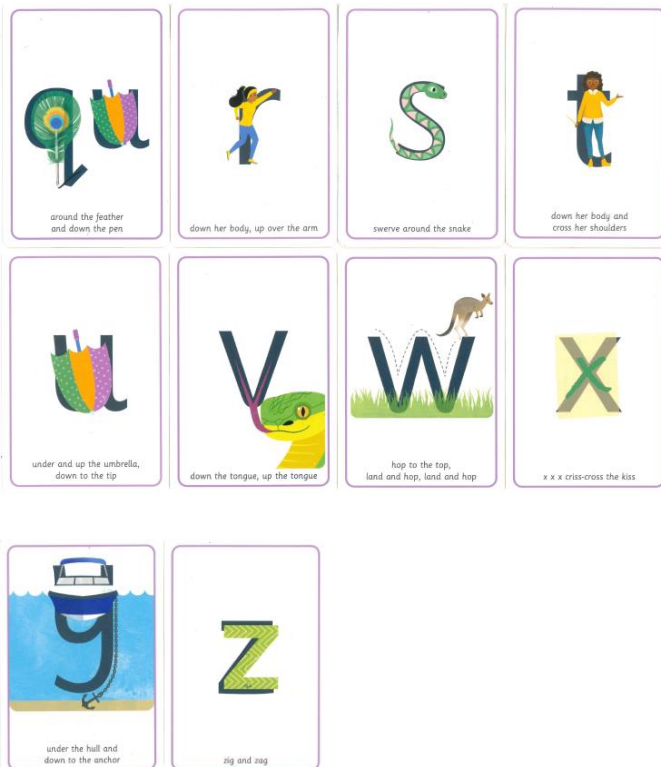 qu
r
s
t
around the feather
and down the pen
down her body, up over the arm
swerve around the snake
down her body and
cross her shoulders
u
v
w
x
under and up the umbrella,
down to the tip
down the tongue, up the tongue
hop to the top,
land and hop, land and hop
x x x criss-cross the kiss
y
z
under the hull and
down to the anchor
zig and zag